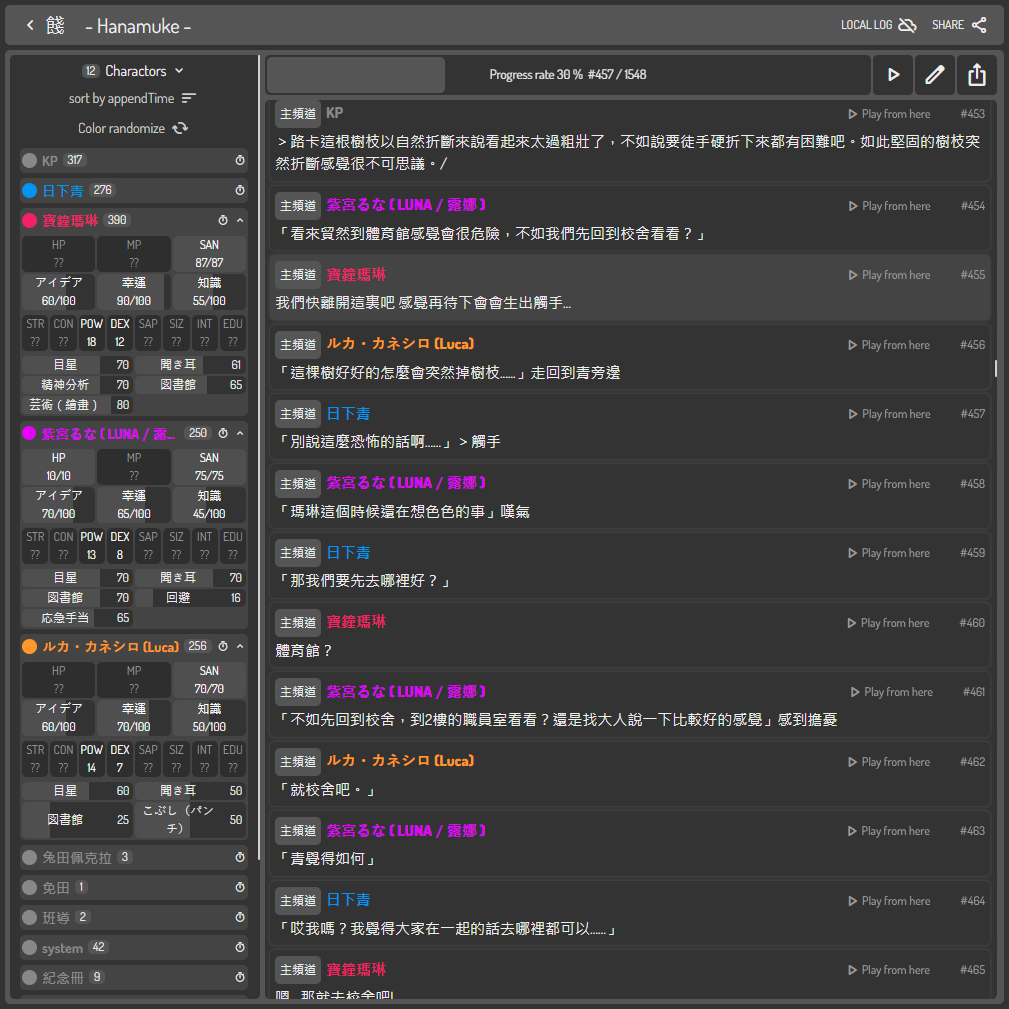 餞 - Hanamuke -
LOCAL LOG
SHARE
12 Charactors
sort by appendTime
Color randomize
KP 317
日下青 276
寶鐘瑪琳 390
HP MP SAN
?? ?? 87/87
アイデア 幸運 知識
60/100 90/100 55/100
STR CON POW DEX SAP SIZ INT EDU
?? ?? 18 12 ?? ?? ?? ??
目星 70 聞き耳 61
精神分析 70 図書館 65
芸術 ( 繪畫 ) 80
紫宮るな ( LUNA / 露... 250
HP MP SAN
10/10 ?? 75/75
アイデア 幸運 知識
70/100 65/100 45/100
STR CON POW DEX SAP SIZ INT EDU
?? ?? 13 8 ?? ?? ?? ??
目星 70 聞き耳 70
図書館 70 回避 16
応急手当 65
ルカ・カネシロ (Luca) 256
HP MP SAN
?? ?? 70/70
アイデア 幸運 知識
60/100 70/100 50/100
STR CON POW DEX SAP SIZ INT EDU
?? ?? 14 7 ?? ?? ?? ??
目星 60 聞き耳 50
図書館 25 こぶし（パンチ） 50
兔田佩克拉 3
兔田 1
班導 2
system 42
紀念冊 9
Progress rate 30 % #457 / 1548
主頻道 KP Play from here #453
> 路卡這根樹枝以自然折斷來說看起來太過粗壯了，不如說要徒手硬折下來都有困難吧。如此堅固的樹枝突
然折斷感覺很不可思議。/
主頻道 紫宮るな ( LUNA / 露娜 ) Play from here #454
「看來貿然到體育館感覺會很危險，不如我們先回到校舍看看？」
主頻道 寶鐘瑪琳 Play from here #455
我們快離開這裏吧 感覺再待下會會生出觸手...
主頻道 ルカ・カネシロ (Luca) Play from here #456
「這棵樹好好的怎麼會突然掉樹枝……」走回到青旁邊
主頻道 日下青 Play from here #457
「別說這麼恐怖的話啊……」> 觸手
主頻道 紫宮るな ( LUNA / 露娜 ) Play from here #458
「瑪琳這個時候還在想色色的事」嘆氣
主頻道 日下青 Play from here #459
「那我們要先去哪裡好？」
主頻道 寶鐘瑪琳 Play from here #460
體育館？
主頻道 紫宮るな ( LUNA / 露娜 ) Play from here #461
「不如先回到校舍，到2樓的職員室看看？還是找大人說一下比較好的感覺」感到擔憂
主頻道 ルカ・カネシロ (Luca) Play from here #462
「就校舍吧。」
主頻道 紫宮るな ( LUNA / 露娜 ) Play from here #463
「青覺得如何」
主頻道 日下青 Play from here #464
「哎我嗎？我覺得大家在一起的話去哪裡都可以……」
主頻道 寶鐘瑪琳 Play from here #465
嗯...那就去校舍吧!